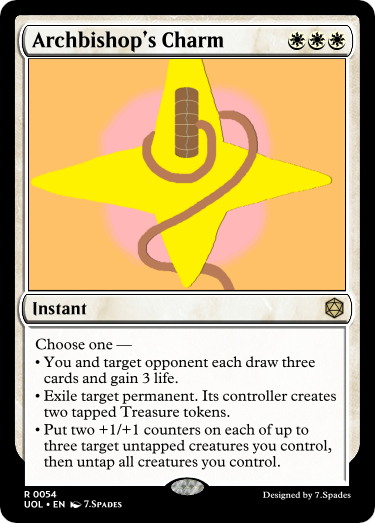 Archbishop's Charm
Instant
Choose one —
• You and target opponent each draw three
cards and gain 3 life.
• Exile target permanent. Its controller creates
two tapped Treasure tokens.
• Put two +1/+1 counters on each of up to
three target untapped creatures you control,
then untap all creatures you control.
R 0054
UOL • EN 7.Spades
Designed by 7.Spades